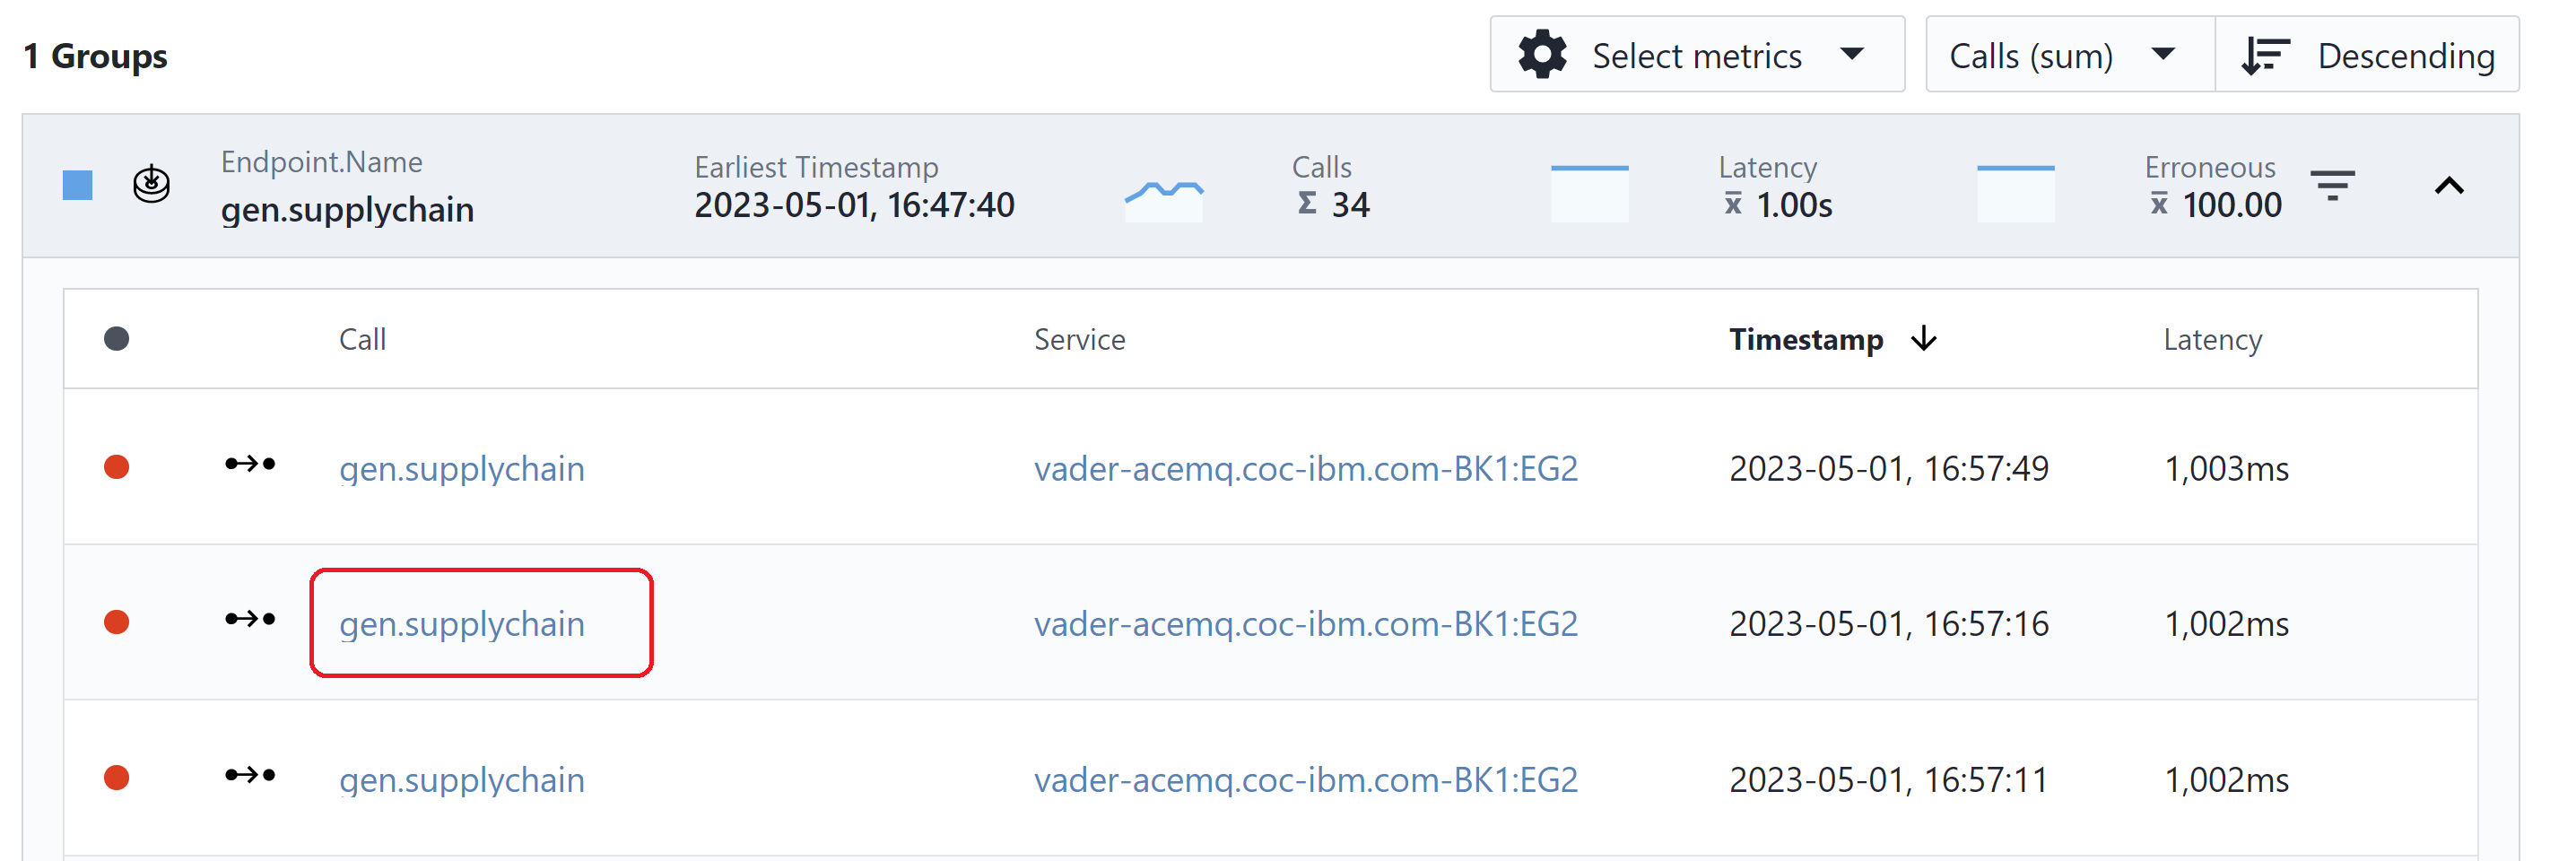 1 Groups
Select metrics
Calls (sum)
Descending
Endpoint.Name
gen.supplychain
Earliest Timestamp
2023-05-01, 16:47:40
Calls
Σ 34
Latency
x̅ 1.00s
Erroneous
x̅ 100.00
Call Service Timestamp Latency
gen.supplychain vader-acemq.coc-ibm.com-BK1:EG2 2023-05-01, 16:57:49 1,003ms
gen.supplychain vader-acemq.coc-ibm.com-BK1:EG2 2023-05-01, 16:57:16 1,002ms
gen.supplychain vader-acemq.coc-ibm.com-BK1:EG2 2023-05-01, 16:57:11 1,002ms